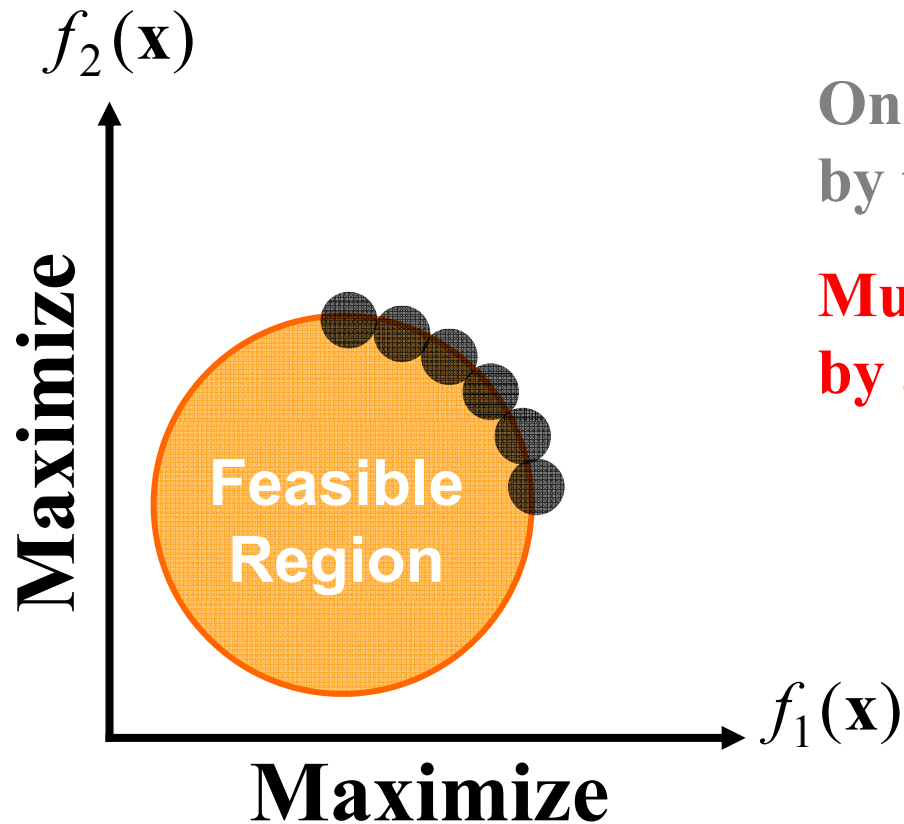 f₂(x)
On
by
Mu
by
Maximize
Feasible
Region
f₁(x)
Maximize